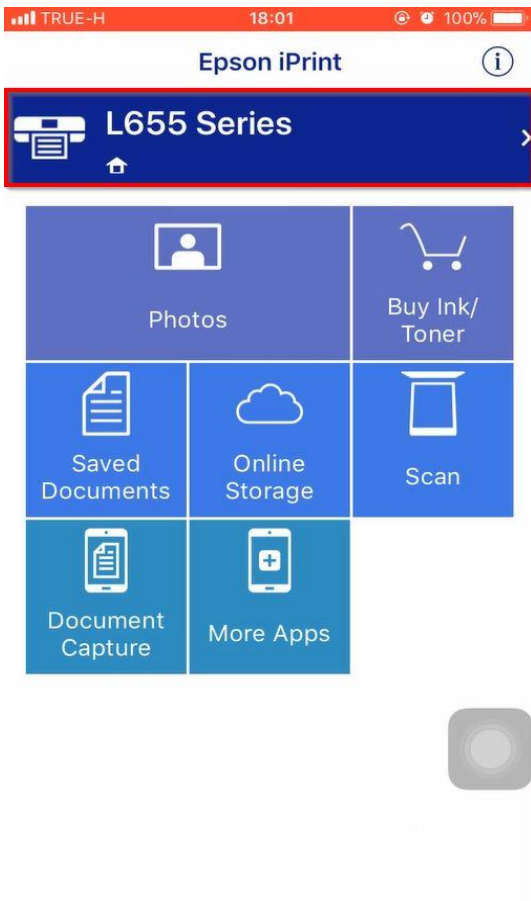 TRUE-H 18:01 100%
Epson iPrint
L655 Series
Photos
Buy Ink/
Toner
Saved
Documents
Online
Storage
Scan
Document
Capture
More Apps